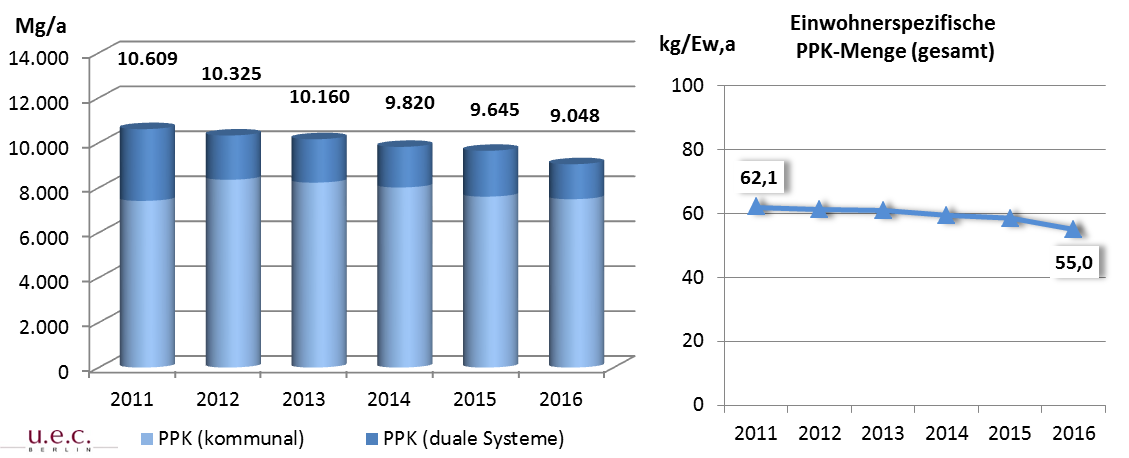 Mg/a
14.000
12.000
10.000
8.000
6.000
4.000
2.000
0
10.609
10.325
10.160
9.820
9.645
9.048
2011 2012 2013 2014 2015 2016
PPK (kommunal) PPK (duale Systeme)
u.e.c.
BERLIN
Einwohnerspezifische
PPK-Menge (gesamt)
kg/Ew,a
100
80
60
40
20
0
62,1
55,0
2011 2012 2013 2014 2015 2016